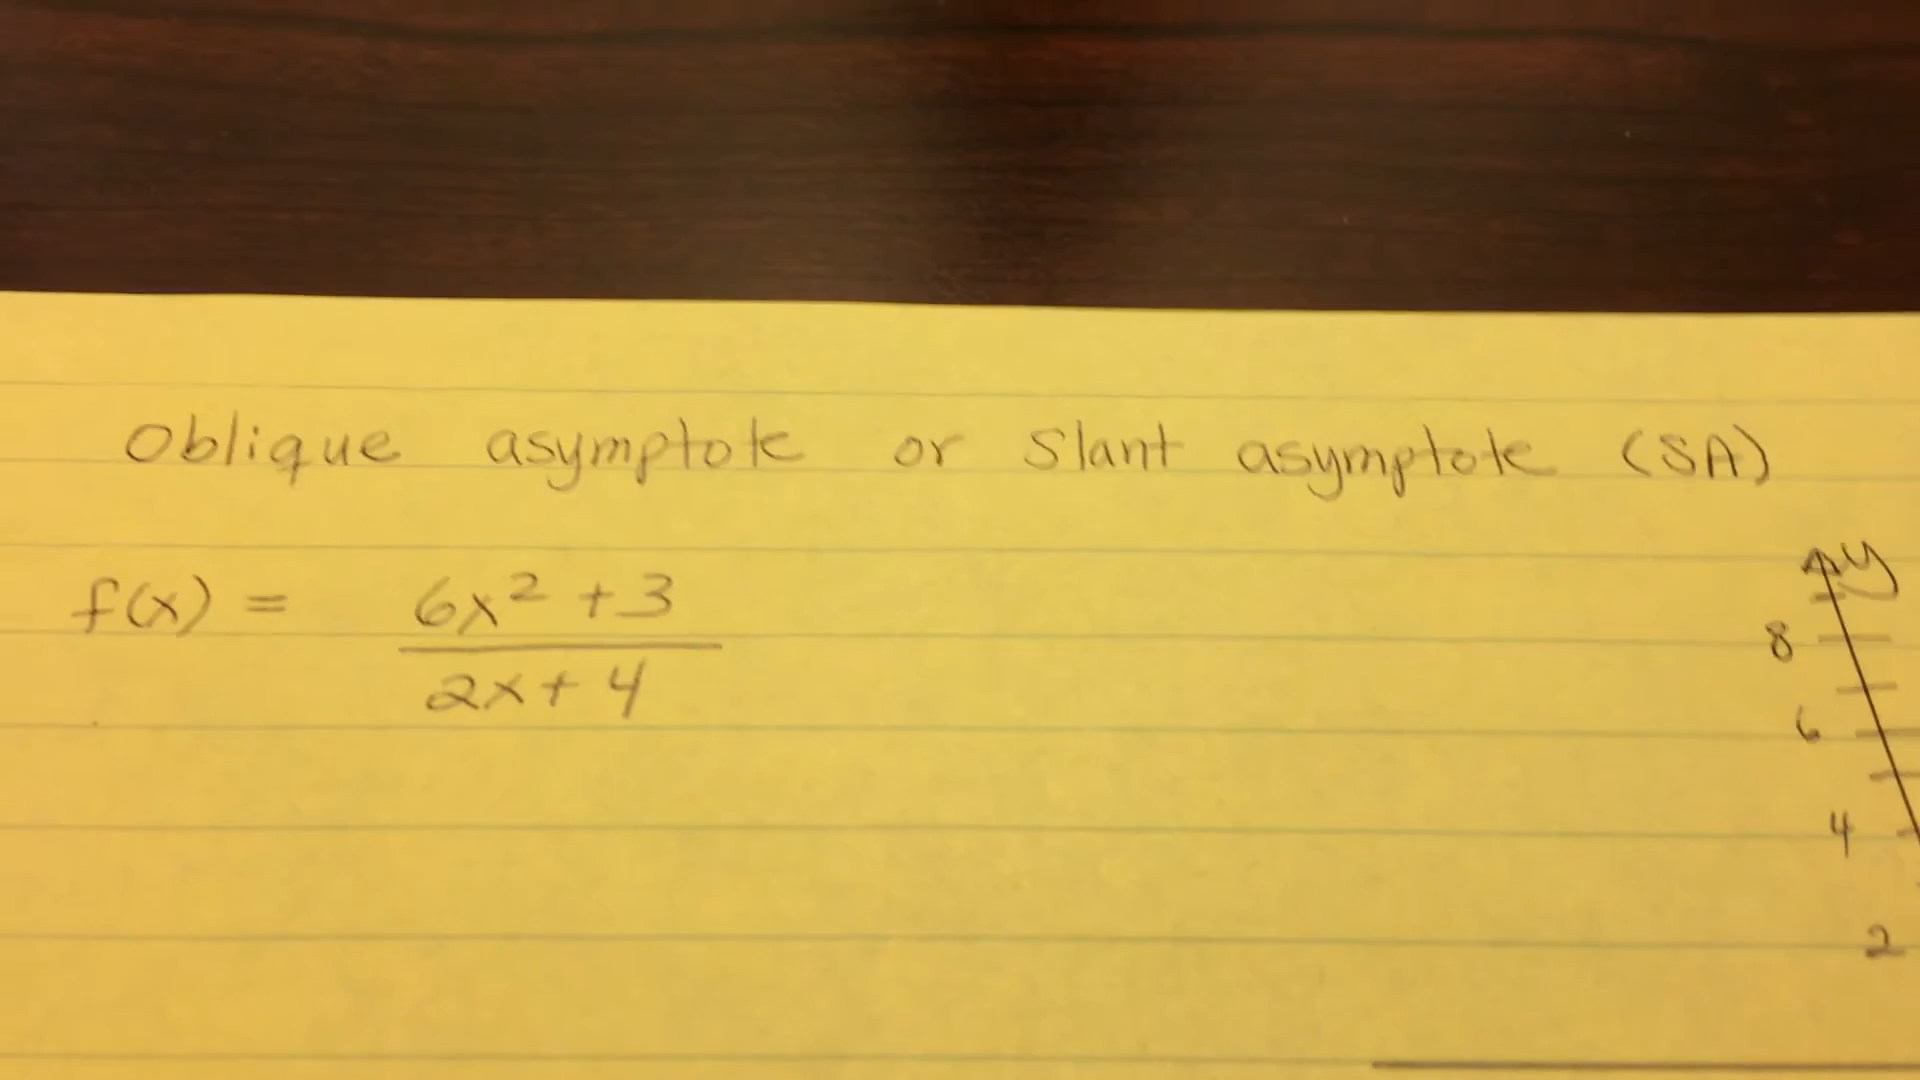 Oblique asymptote or Slant asymptote (SA)
f(x) = 6x² + 3
2x + 4
y
8
6
4
2